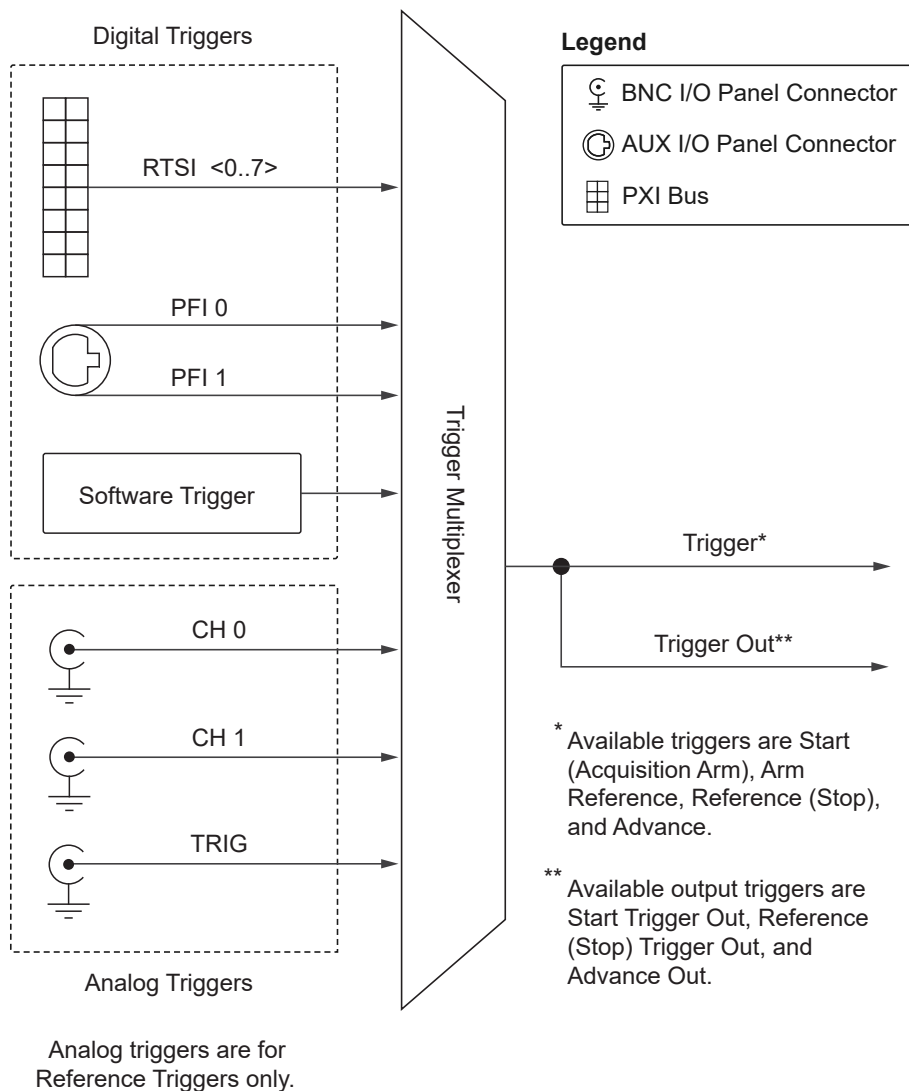 Digital Triggers
RTSI <0..7>
PFI 0
PFI 1
Software Trigger
CH 0
CH 1
TRIG
Analog Triggers
Analog triggers are for
Reference Triggers only.
Trigger Multiplexer
Legend
BNC I/O Panel Connector
AUX I/O Panel Connector
PXI Bus
Trigger*
Trigger Out**
* Available triggers are Start
(Acquisition Arm), Arm
Reference, Reference (Stop),
and Advance.
** Available output triggers are
Start Trigger Out, Reference
(Stop) Trigger Out, and
Advance Out.